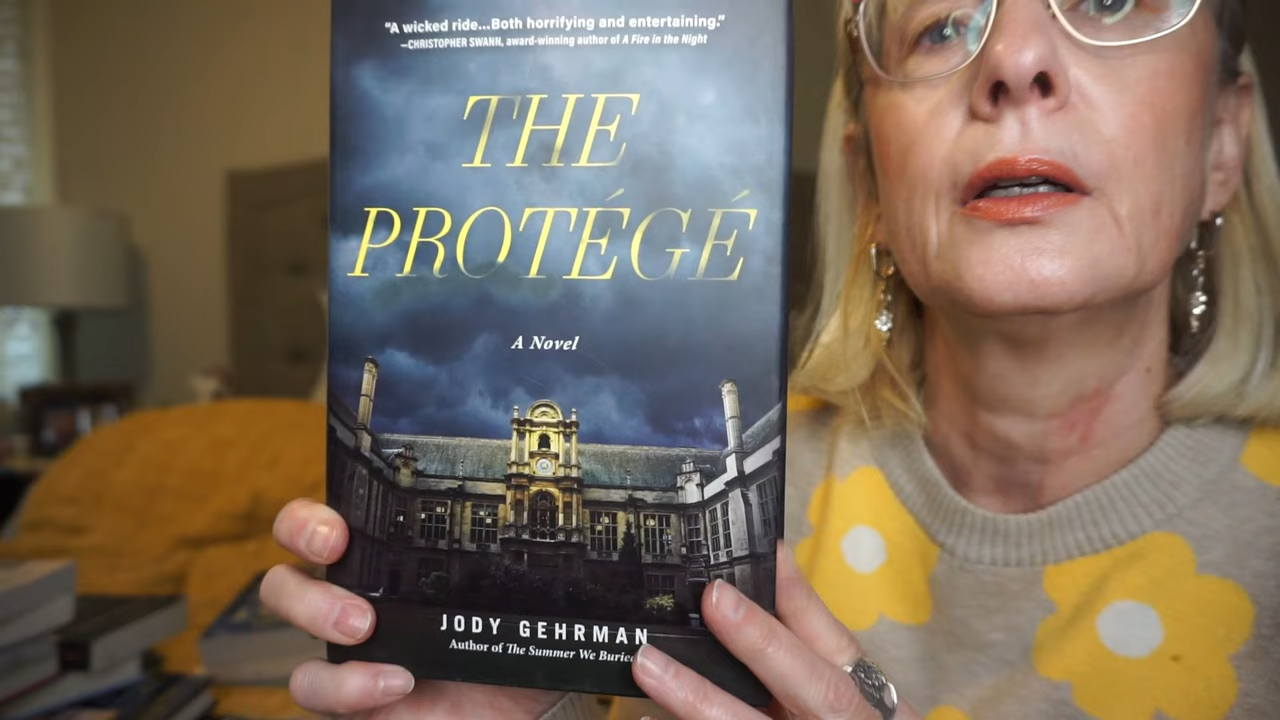 "A wicked ride...Both horrifying and entertaining."
—CHRISTOPHER SWANN, award-winning author of A Fire in the Night
THE
PROTÉGÉ
A Novel
JODY GEHRMAN
Author of The Summer We